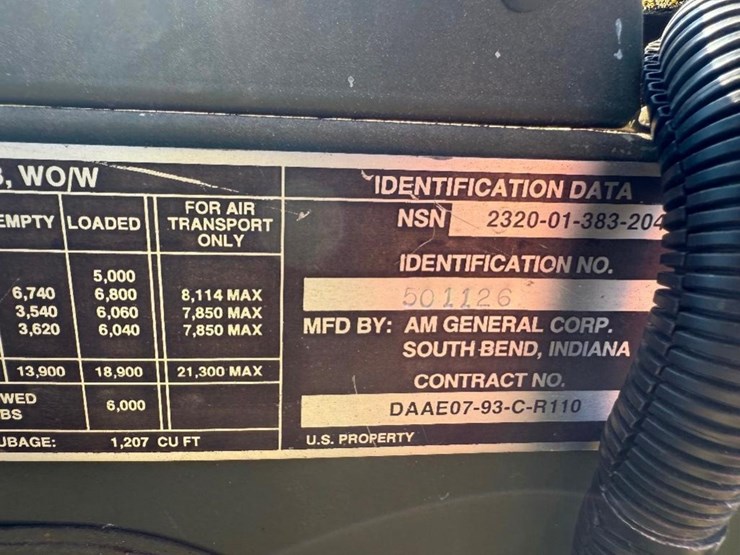 , WO/W
EMPTY LOADED FOR AIR TRANSPORT ONLY
5,000
6,740 6,800 8,114 MAX
3,540 6,060 7,850 MAX
3,620 6,040 7,850 MAX
13,900 18,900 21,300 MAX
WED
BS 6,000
UBAGE: 1,207 CU FT
IDENTIFICATION DATA
NSN 2320-01-383-204
IDENTIFICATION NO.
501126
MFD BY: AM GENERAL CORP.
SOUTH BEND, INDIANA
CONTRACT NO.
DAAE07-93-C-R110
U.S. PROPERTY